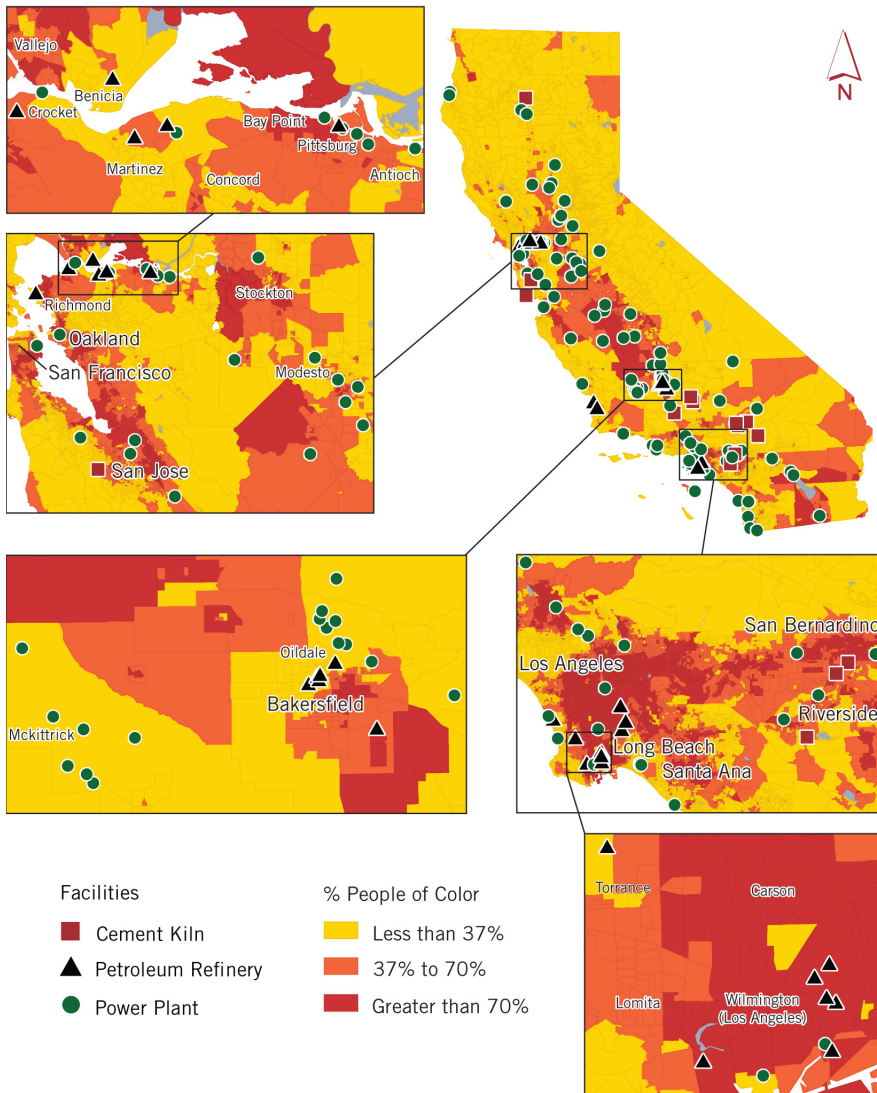 Vallejo
Benicia
Crocket
Martinez
Concord
Bay Point
Pittsburg
Antioch
N
Richmond
Oakland
San Francisco
San Jose
Stockton
Modesto
Oildale
Bakersfield
Mckittrick
San Bernardino
Los Angeles
Riverside
Long Beach
Santa Ana
Torrance
Carson
Lomita
Wilmington
(Los Angeles)
Facilities
Cement Kiln
Petroleum Refinery
Power Plant
% People of Color
Less than 37%
37% to 70%
Greater than 70%